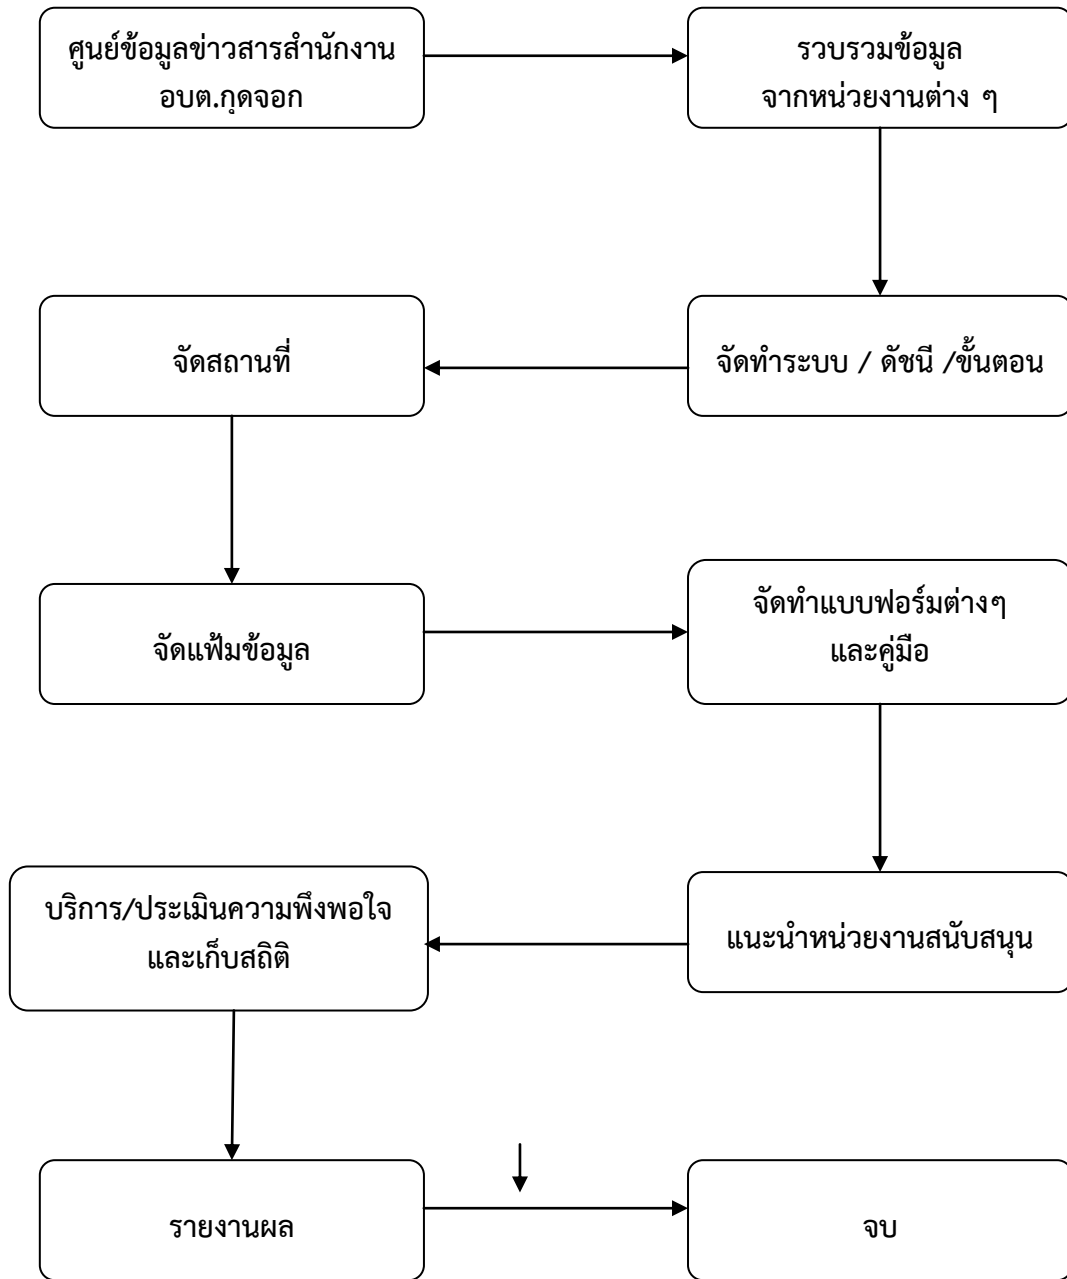 ศูนย์ข้อมูลข่าวสารสำนักงาน
อบต.กุดจอก
รวบรวมข้อมูล
จากหน่วยงานต่าง ๆ
จัดสถานที่
จัดทำระบบ / ดัชนี /ขั้นตอน
จัดแฟ้มข้อมูล
จัดทำแบบฟอร์มต่างๆ
และคู่มือ
บริการ/ประเมินความพึงพอใจ
และเก็บสถิติ
แนะนำหน่วยงานสนับสนุน
รายงานผล
จบ